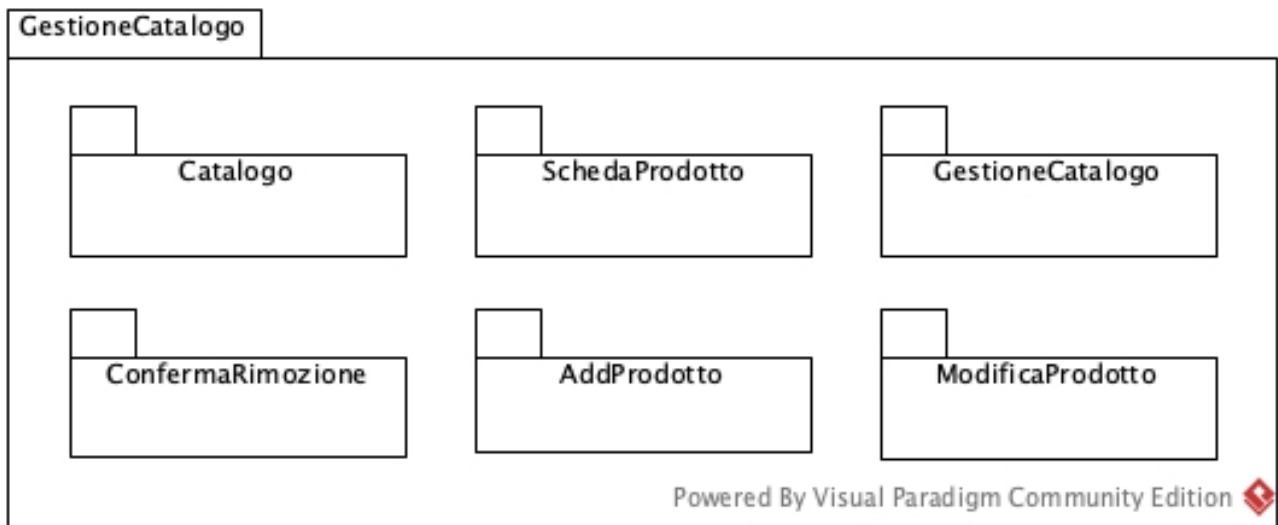 GestioneCatalogo
Catalogo
SchedaProdotto
GestioneCatalogo
ConfermaRimozione
AddProdotto
ModificaProdotto
Powered By Visual Paradigm Community Edition